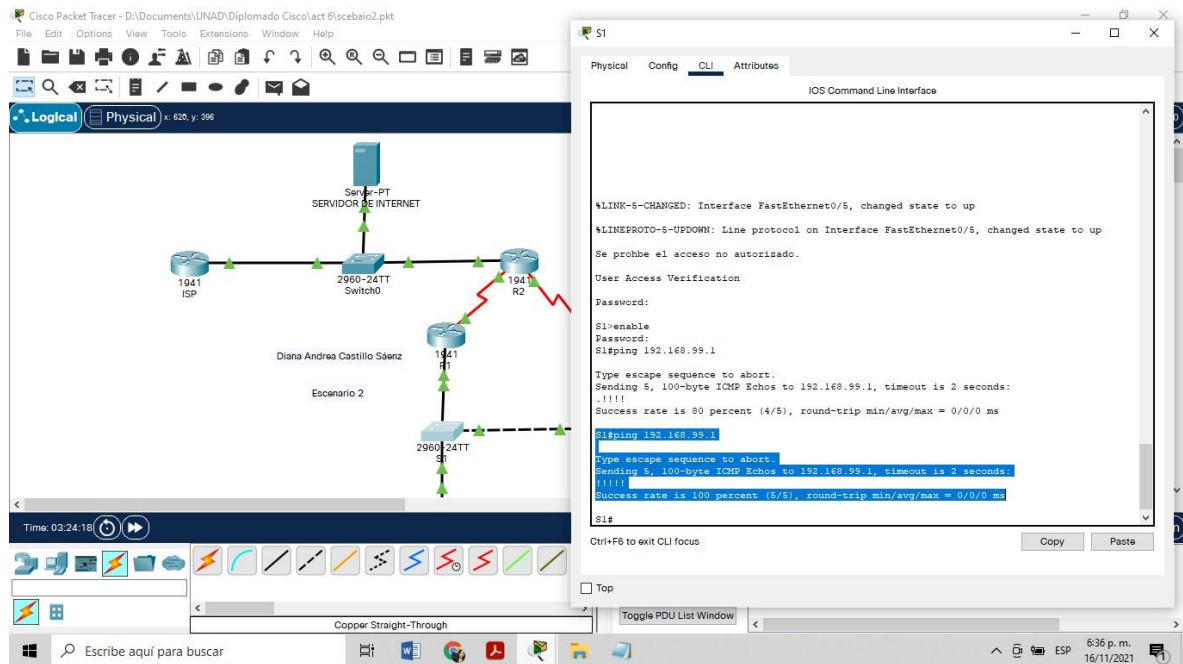 Cisco Packet Tracer - D:\Documents\UNAD\Diplomado Cisco\act 6\scebaio2.pkt
File Edit Options View Tools Extensions Window Help
Logical Physical x: 620, y: 396
Server-PT
SERVIDOR DE INTERNET
1941
ISP
2960-24TT
Switch0
1941
R2
1941
R1
Diana Andrea Castillo Sáenz
Escenario 2
2960-24TT
S1
Time: 03:24:18
Copper Straight-Through
S1
Physical Config CLI Attributes
IOS Command Line Interface
%LINK-5-CHANGED: Interface FastEthernet0/5, changed state to up
%LINEPROTO-5-UPDOWN: Line protocol on Interface FastEthernet0/5, changed state to up
Se prohbe el acceso no autorizado.
User Access Verification
Password:
S1>enable
Password:
S1#ping 192.168.99.1
Type escape sequence to abort.
Sending 5, 100-byte ICMP Echos to 192.168.99.1, timeout is 2 seconds:
.!!!!
Success rate is 80 percent (4/5), round-trip min/avg/max = 0/0/0 ms
S1#ping 192.168.99.1
Type escape sequence to abort.
Sending 5, 100-byte ICMP Echos to 192.168.99.1, timeout is 2 seconds:
!!!!!
Success rate is 100 percent (5/5), round-trip min/avg/max = 0/0/0 ms
S1#
Ctrl+F6 to exit CLI focus
Copy Paste
Top
Toggle PDU List Window
Escribe aquí para buscar
ESP
6:36 p. m.
16/11/2021